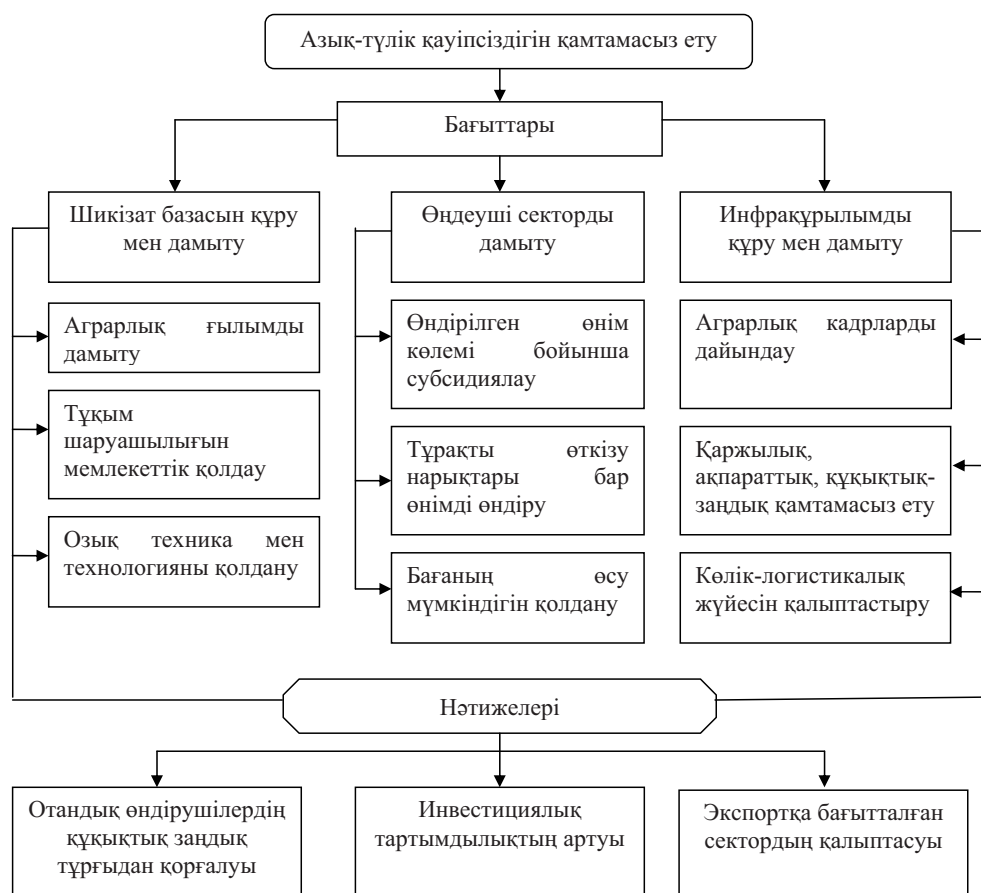 Азық-түлік қауіпсіздігін қамтамасыз ету
Бағыттары
Шикізат базасын құру
мен дамыту
Өңдеуші секторды
дамыту
Инфрақұрылымды
құру мен дамыту
Аграрлық ғылымды
дамыту
Өндірілген өнім
көлемі бойынша
субсидиялау
Аграрлық кадрларды
дайындау
Тұқым
шаруашылығын
мемлекеттік қолдау
Тұрақты өткізу
нарықтары бар
өнімді өндіру
Қаржылық,
ақпараттық, құқықтық-
заңдық қамтамасыз ету
Озық техника мен
технологияны қолдану
Бағаның өсу
мүмкіндігін қолдану
Көлік-логистикалық
жүйесін қалыптастыру
Нәтижелері
Отандық өндірушілердің
құқықтық заңдық
тұрғыдан қорғалуы
Инвестициялық
тартымдылықтың артуы
Экспортқа бағытталған
сектордың қалыптасуы